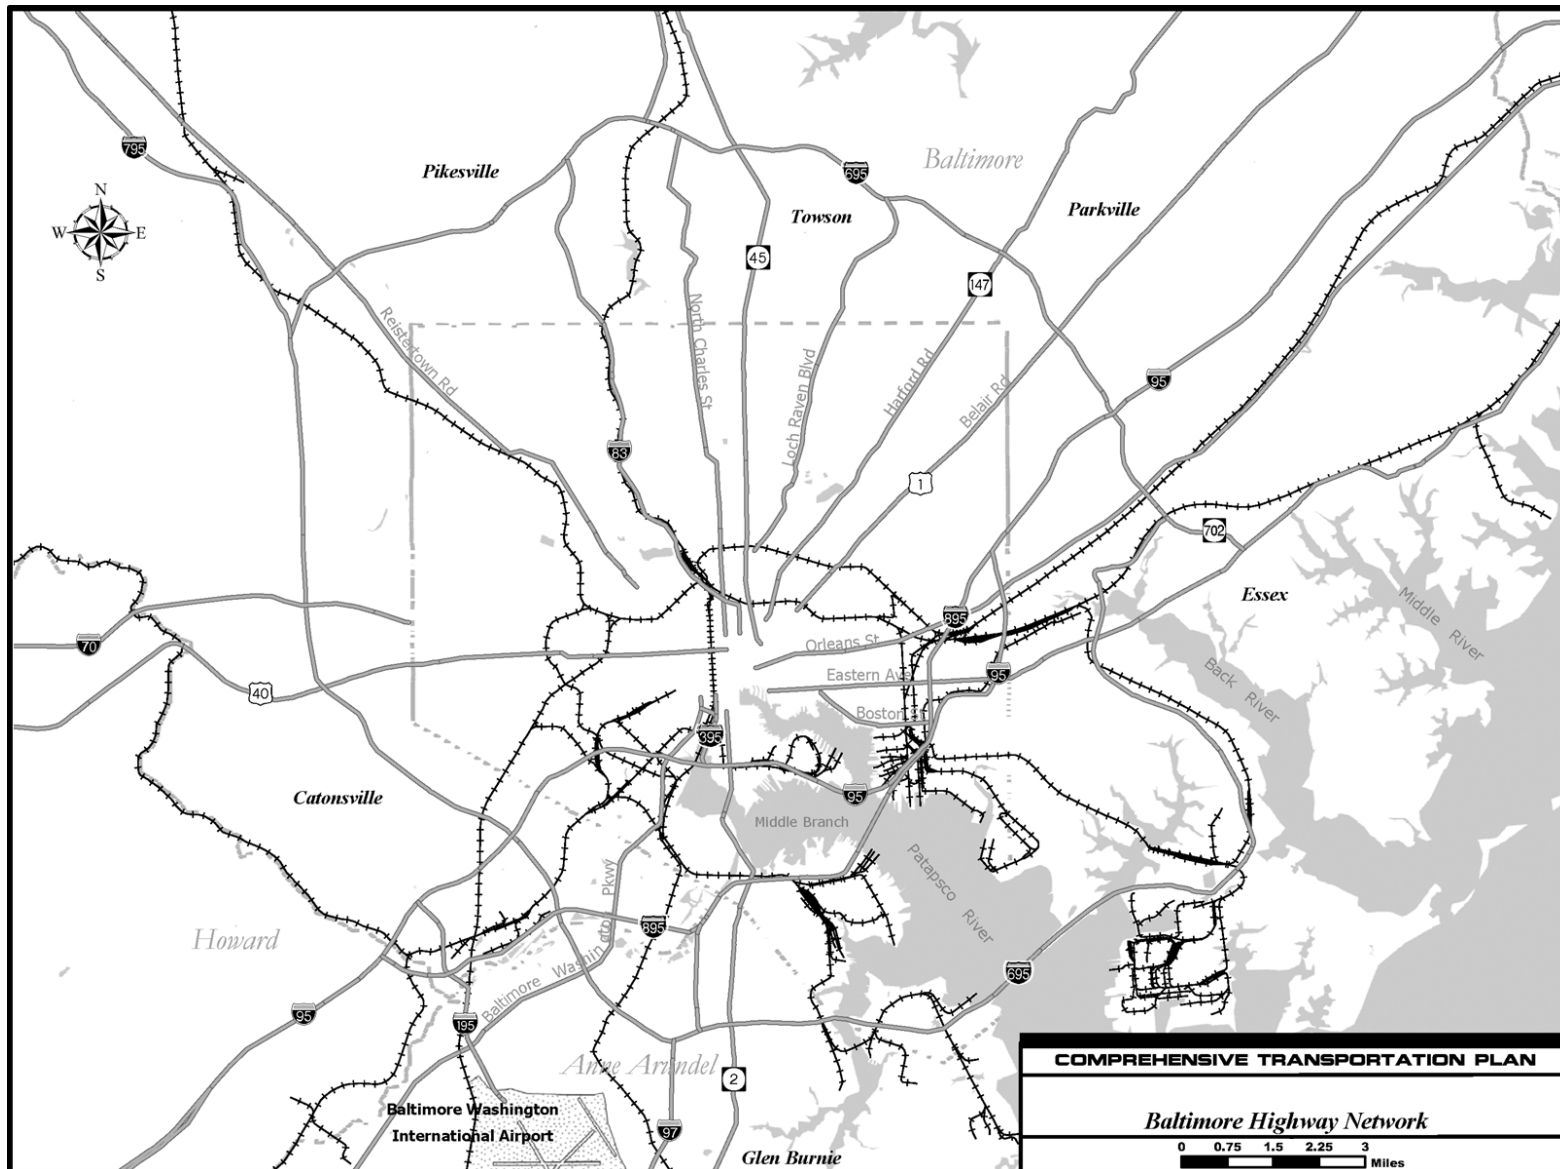 795
Pikesville
695
Baltimore
N
W E
S
Towson
Parkville
45
147
Reistertown Rd
North Charles St
Loch Raven Blvd
Harford Rd
Belair Rd
95
83
1
702
Essex
Middle River
70
40
895
Orleans St
Eastern Ave
95
Back River
Boston St
395
Catonsville
95
Middle Branch
Patapsco River
Howard
895
Baltimore Washington Pkwy
695
95
195
Anne Arundel
2
Baltimore Washington
International Airport
97
Glen Burnie
COMPREHENSIVE TRANSPORTATION PLAN
Baltimore Highway Network
0 0.75 1.5 2.25 3
Miles